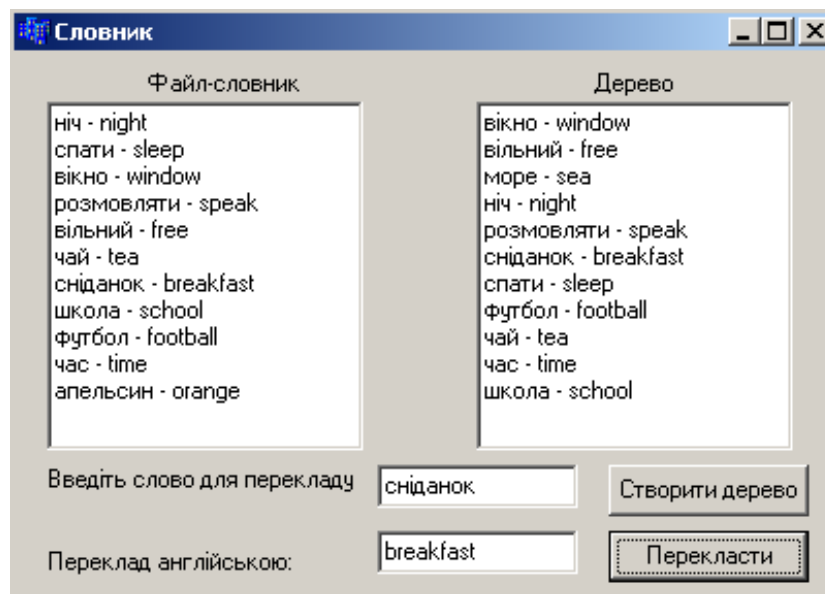 Словник
Файл-словник
ніч - night
спати - sleep
вікно - window
розмовляти - speak
вільний - free
чай - tea
сніданок - breakfast
школа - school
футбол - football
час - time
апельсин - orange
Дерево
вікно - window
вільний - free
море - sea
ніч - night
розмовляти - speak
сніданок - breakfast
спати - sleep
футбол - football
чай - tea
час - time
школа - school
Введіть слово для перекладу
сніданок
Створити дерево
Переклад англійською:
breakfast
Перекласти